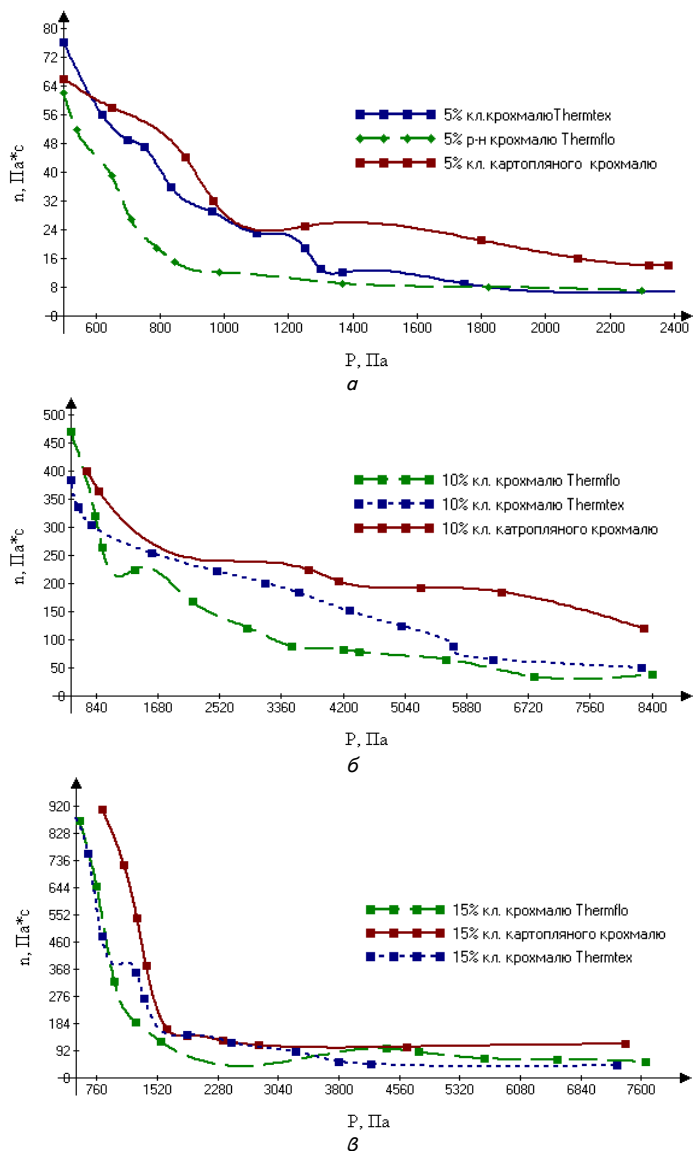 80
72
64
56
48
40
32
24
16
8
0
n, Па*с
5% кл.крохмалюThermtex
5% р-н крохмалю Thermflo
5% кл. картопляного крохмалю
600 800 1000 1200 1400 1600 1800 2000 2200 2400
P, Па
а
500
450
400
350
300
250
200
150
100
50
0
n, Па*с
10% кл. крохмалю Thermflo
10% кл. крохмалю Thermtex
10% кл. катропляного крохмалю
840 1680 2520 3360 4200 5040 5880 6720 7560 8400
P, Па
б
920
828
736
644
552
460
368
276
184
92
0
n, Па*с
15% кл. крохмалю Thermflo
15% кл. картопляного крохмалю
15% кл. крохмалю Thermtex
760 1520 2280 3040 3800 4560 5320 6080 6840 7600
P, Па
в